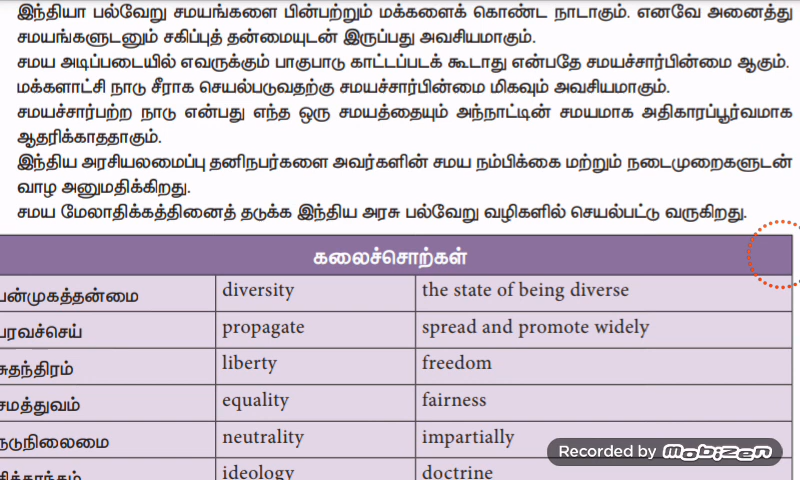 இந்தியா பல்வேறு சமயங்களை பின்பற்றும் மக்களைக் கொண்ட நாடாகும். எனவே அனைத்து
சமயங்களுடனும் சகிப்புத் தன்மையுடன் இருப்பது அவசியமாகும்.
சமய அடிப்படையில் எவருக்கும் பாகுபாடு காட்டப்படக் கூடாது என்பதே சமயச்சார்பின்மை ஆகும்.
மக்களாட்சி நாடு சீராக செயல்படுவதற்கு சமயச்சார்பின்மை மிகவும் அவசியமாகும்.
சமயச்சார்பற்ற நாடு என்பது எந்த ஒரு சமயத்தையும் அந்நாட்டின் சமயமாக அதிகாரப்பூர்வமாக
ஆதரிக்காததாகும்.
இந்திய அரசியலமைப்பு தனிநபர்களை அவர்களின் சமய நம்பிக்கை மற்றும் நடைமுறைகளுடன்
வாழ அனுமதிக்கிறது.
சமய மேலாதிக்கத்தினைத் தடுக்க இந்திய அரசு பல்வேறு வழிகளில் செயல்பட்டு வருகிறது.
கலைச்சொற்கள்
பன்முகத்தன்மை diversity the state of being diverse
பரவச்செய் propagate spread and promote widely
சுதந்திரம் liberty freedom
சமத்துவம் equality fairness
நடுநிலைமை neutrality impartially
ideology doctrine
Recorded by mobizen